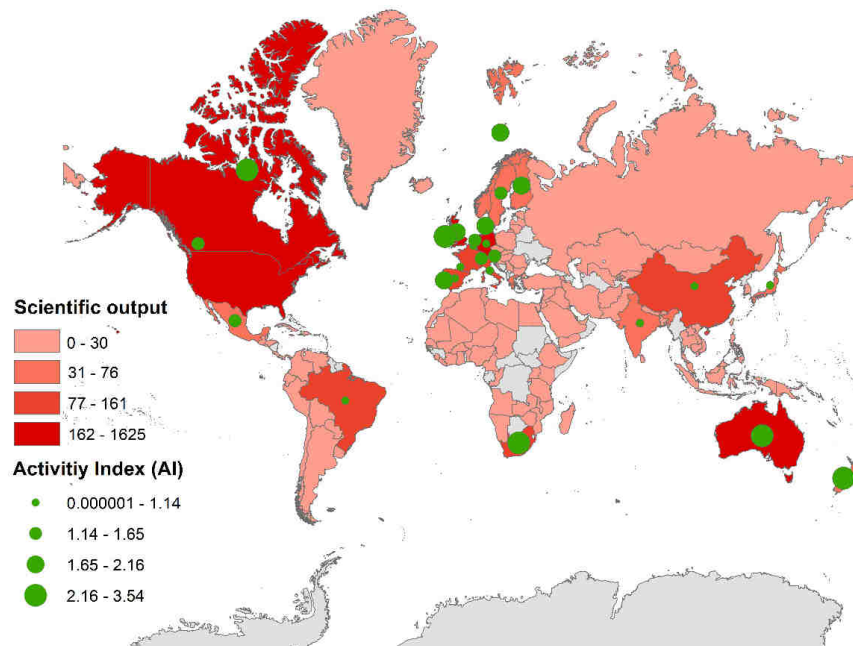 Scientific output
0 - 30
31 - 76
77 - 161
162 - 1625
Activitiy Index (AI)
0.000001 - 1.14
1.14 - 1.65
1.65 - 2.16
2.16 - 3.54